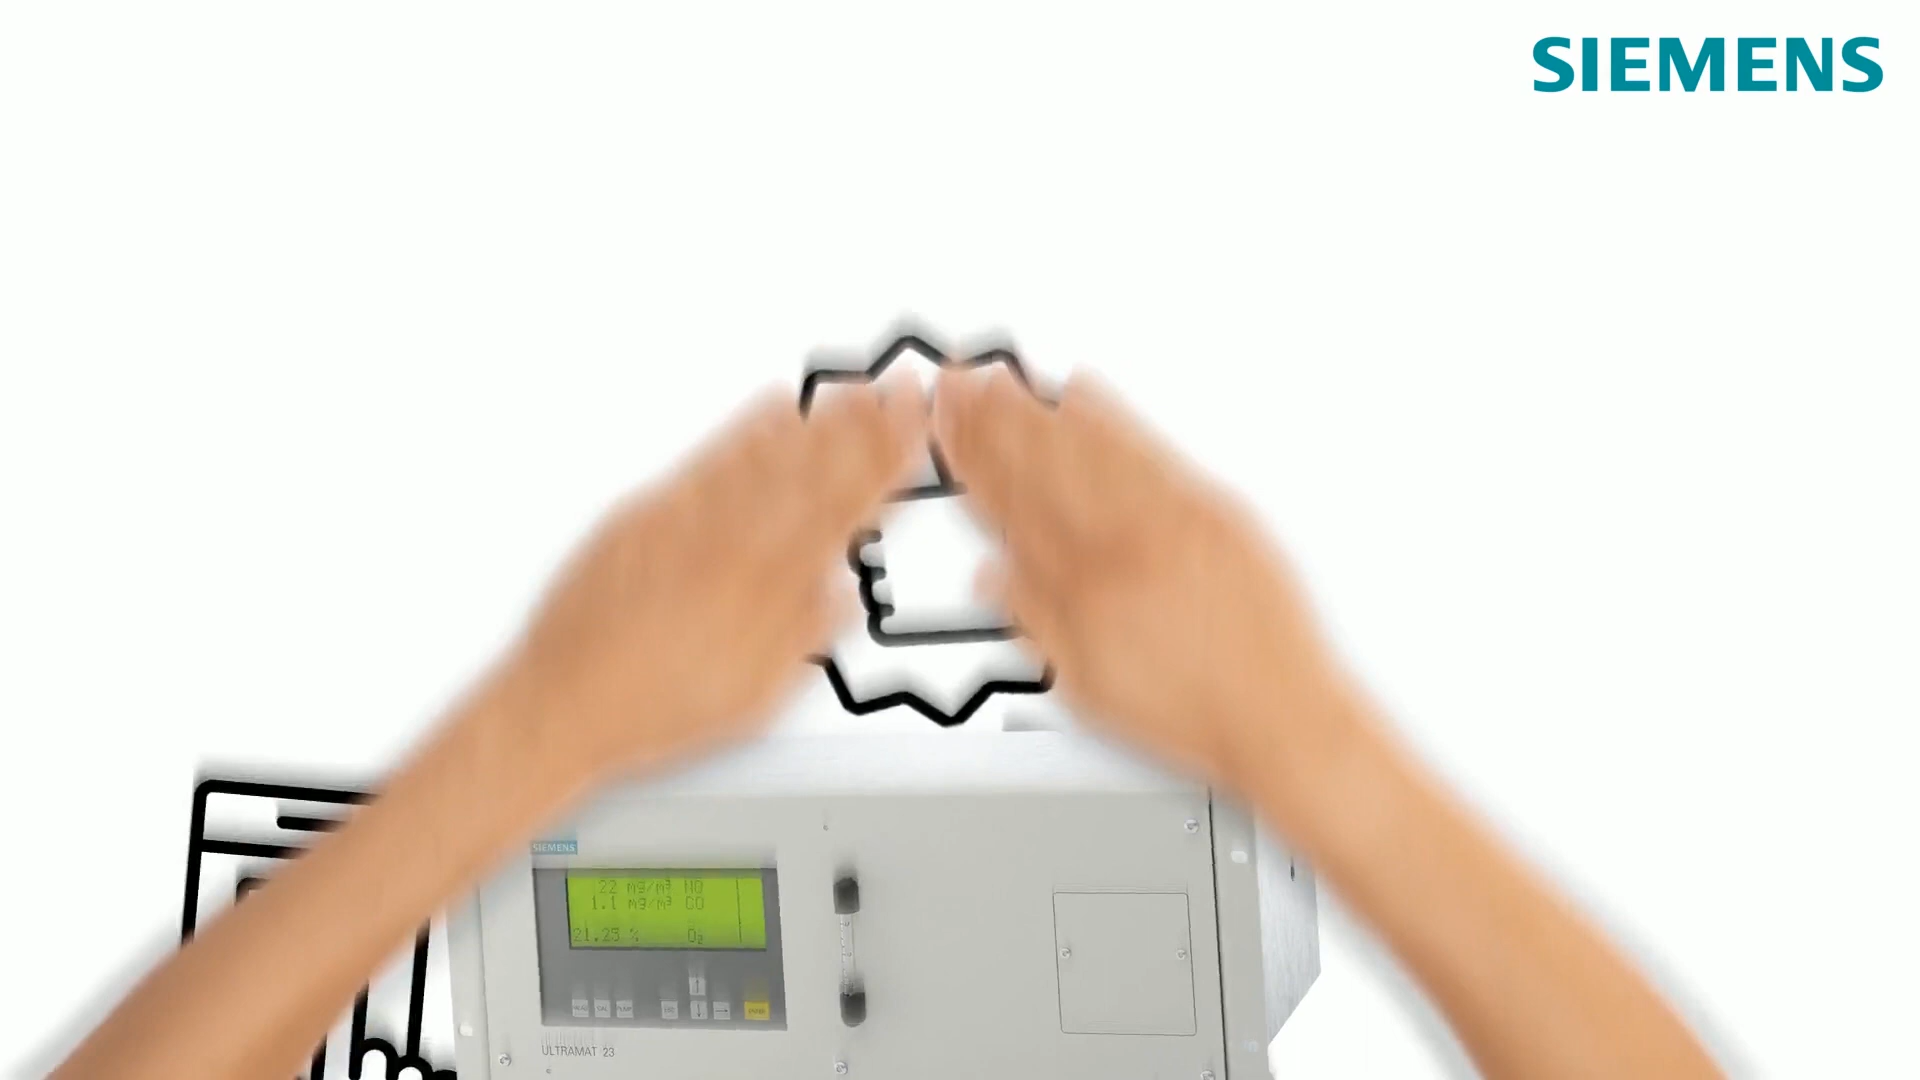 SIEMENS
SIEMENS
22 mg/m³ NO
1.1 mg/m³ CO
21.25 % O₂
ULTRAMAT 23